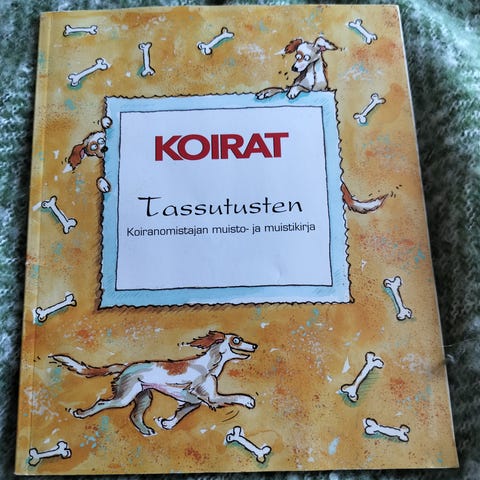 KOIRAT
Tassutusten
Koiranomistajan muisto- ja muistikirja